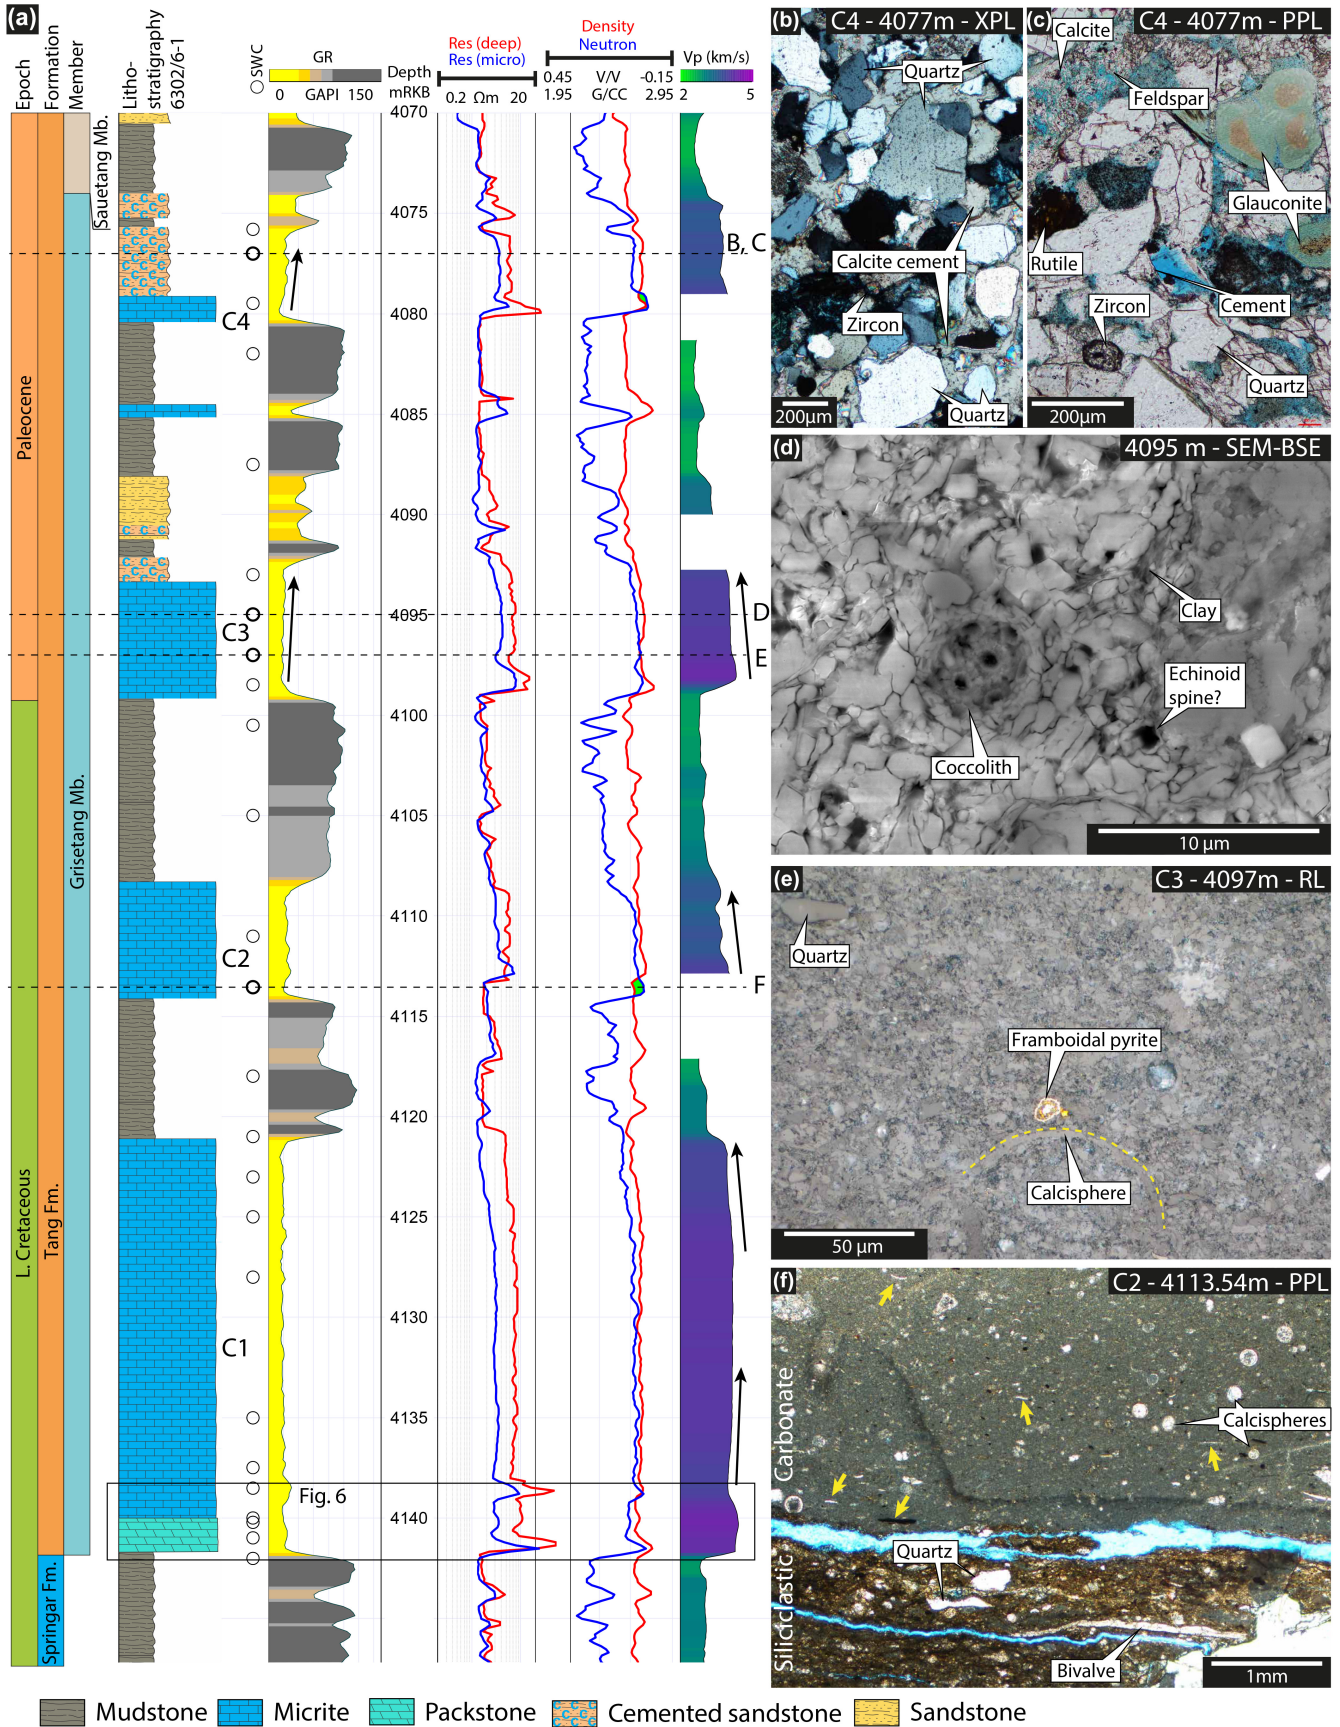 (a)
Epoch
Formation
Member
Litho-
stratigraphy
6302/6-1
SWC
GR
0 GAPI 150
Depth
mRKB
Res (deep)
Res (micro)
0.2 Ωm 20
Density
Neutron
0.45 V/V -0.15
1.95 G/CC 2.95
Vp (km/s)
2 5
Paleocene
L. Cretaceous
Tang Fm.
Springar Fm.
Sauetang Mb.
Grisetang Mb.
4070
4075
4080
4085
4090
4095
4100
4105
4110
4115
4120
4125
4130
4135
4140
C4
C3
C2
C1
B, C
D
E
F
Fig. 6
(b) C4 - 4077m - XPL
Quartz
Calcite cement
Zircon
Quartz
200μm
(c) C4 - 4077m - PPL
Calcite
Feldspar
Glauconite
Rutile
Cement
Zircon
Quartz
200μm
(d) 4095 m - SEM-BSE
Clay
Echinoid
spine?
Coccolith
10 μm
(e) C3 - 4097m - RL
Quartz
Framboidal pyrite
Calcisphere
50 μm
(f) C2 - 4113.54m - PPL
Carbonate
Siliciclastic
Calcispheres
Quartz
Bivalve
1mm
Mudstone
Micrite
Packstone
C C C C C C Cemented sandstone
Sandstone